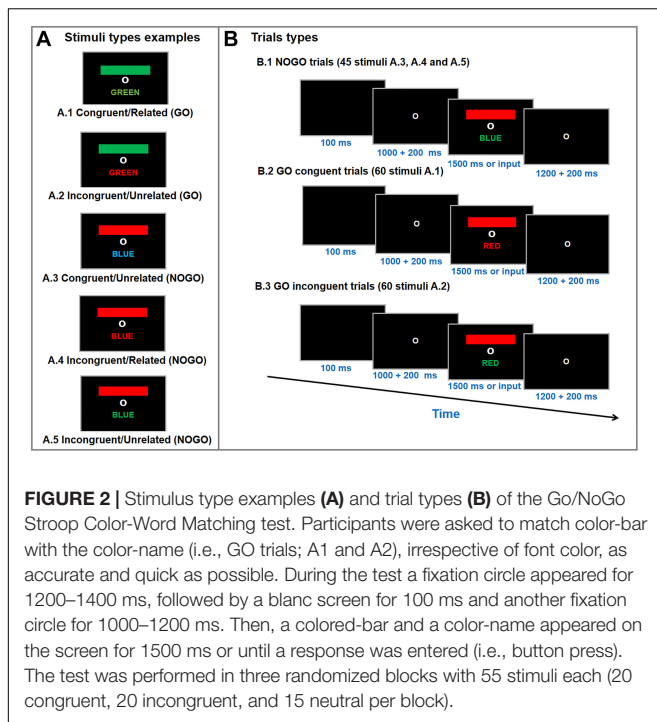 A Stimuli types examples
O
GREEN
A.1 Congruent/Related (GO)
O
GREEN
A.2 Incongruent/Unrelated (GO)
O
BLUE
A.3 Congruent/Unrelated (NOGO)
O
BLUE
A.4 Incongruent/Related (NOGO)
O
BLUE
A.5 Incongruent/Unrelated (NOGO)
B Trials types
B.1 NOGO trials (45 stimuli A.3, A.4 and A.5)
O
O
BLUE
O
100 ms
1000 + 200 ms
1500 ms or input
1200 + 200 ms
B.2 GO conguent trials (60 stimuli A.1)
O
O
RED
O
100 ms
1000 + 200 ms
1500 ms or input
1200 + 200 ms
B.3 GO inconguent trials (60 stimuli A.2)
O
O
RED
O
100 ms
1000 + 200 ms
1500 ms or input
1200 + 200 ms
Time
FIGURE 2 | Stimulus type examples (A) and trial types (B) of the Go/NoGo
Stroop Color-Word Matching test. Participants were asked to match color-bar
with the color-name (i.e., GO trials; A1 and A2), irrespective of font color, as
accurate and quick as possible. During the test a fixation circle appeared for
1200–1400 ms, followed by a blanc screen for 100 ms and another fixation
circle for 1000–1200 ms. Then, a colored-bar and a color-name appeared on
the screen for 1500 ms or until a response was entered (i.e., button press).
The test was performed in three randomized blocks with 55 stimuli each (20
congruent, 20 incongruent, and 15 neutral per block).